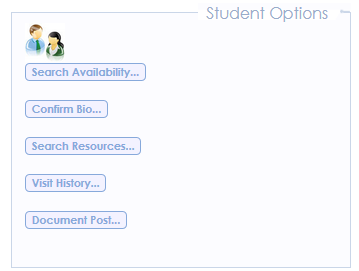 Student Options
Search Availability...
Confirm Bio...
Search Resources...
Visit History...
Document Post...